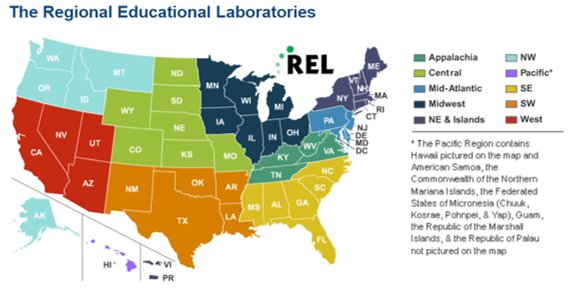 The Regional Educational Laboratories
REL
WA
OR
ID
MT
WY
ND
SD
NE
CO
KS
MO
MN
WI
MI
IA
IL
IN
OH
ME
VT
NH
NY
MA
RI
CT
PA
NJ
DE
MD
DC
WV
VA
KY
TN
NC
SC
MS
AL
GA
FL
CA
NV
UT
AZ
NM
OK
AR
TX
LA
AK
HI*
VI
PR
Appalachia
Central
Mid-Atlantic
Midwest
NE & Islands
NW
Pacific*
SE
SW
West
* The Pacific Region contains
Hawaii pictured on the map and
American Samoa, the
Commonwealth of the Northern
Mariana Islands, the Federated
States of Micronesia (Chuuk,
Kosrae, Pohnpei, & Yap), Guam,
the Republic of the Marshall
Islands, & the Republic of Palau
not pictured on the map